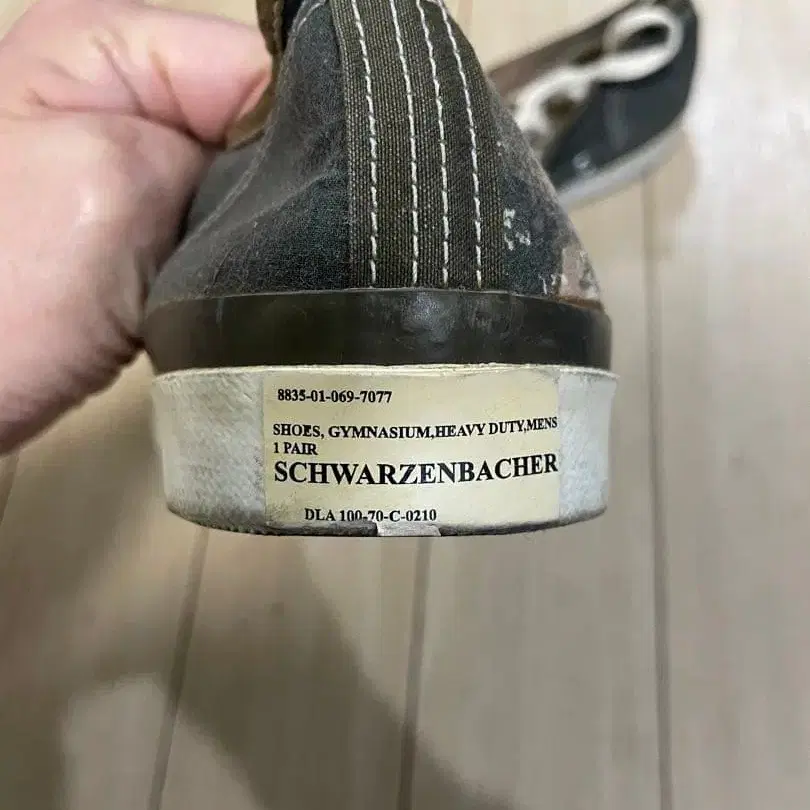 8835-01-069-7077
SHOES, GYMNASIUM,HEAVY DUTY,MENS
1 PAIR
SCHWARZENBACHER
DLA 100-70-C-0210